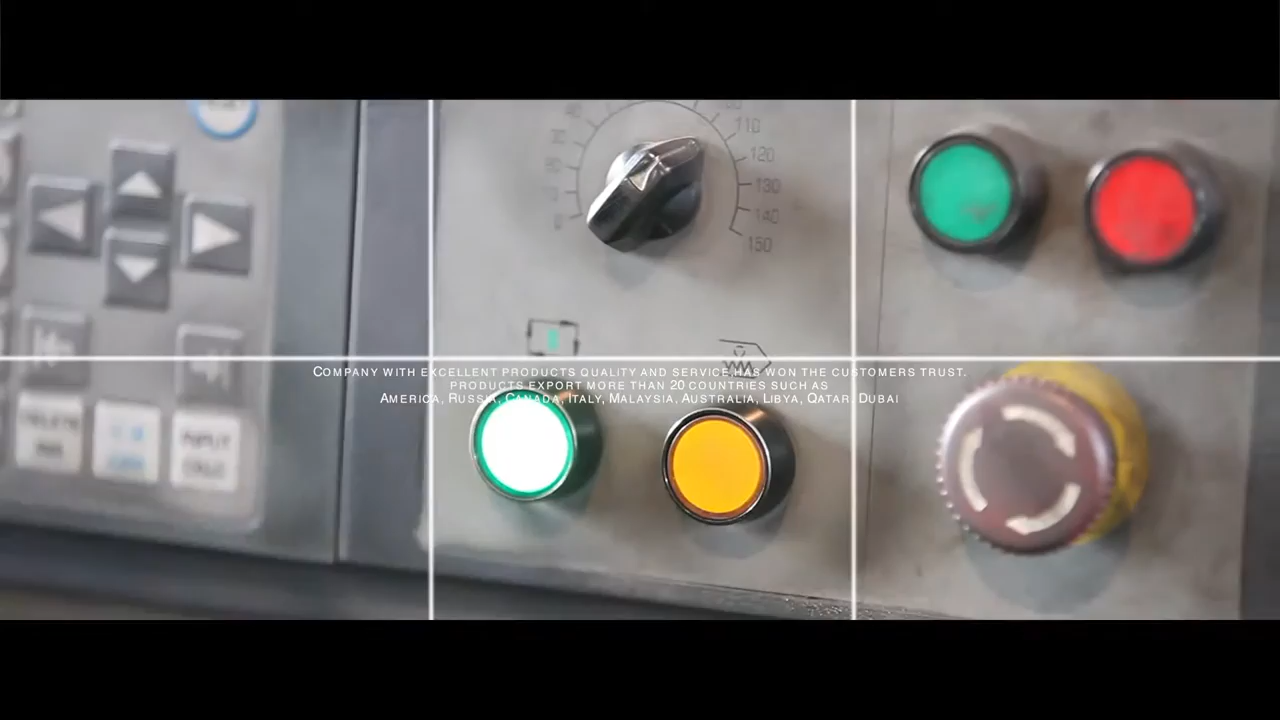 110
120
130
140
150
COMPANY WITH EXCELLENT PRODUCTS QUALITY AND SERVICE,HAS WON THE CUSTOMERS TRUST.
PRODUCTS EXPORT MORE THAN 20 COUNTRIES SUCH AS
AMERICA, RUSSIA, CANADA, ITALY, MALAYSIA, AUSTRALIA, LIBYA, QATAR, DUBAI
INPUT